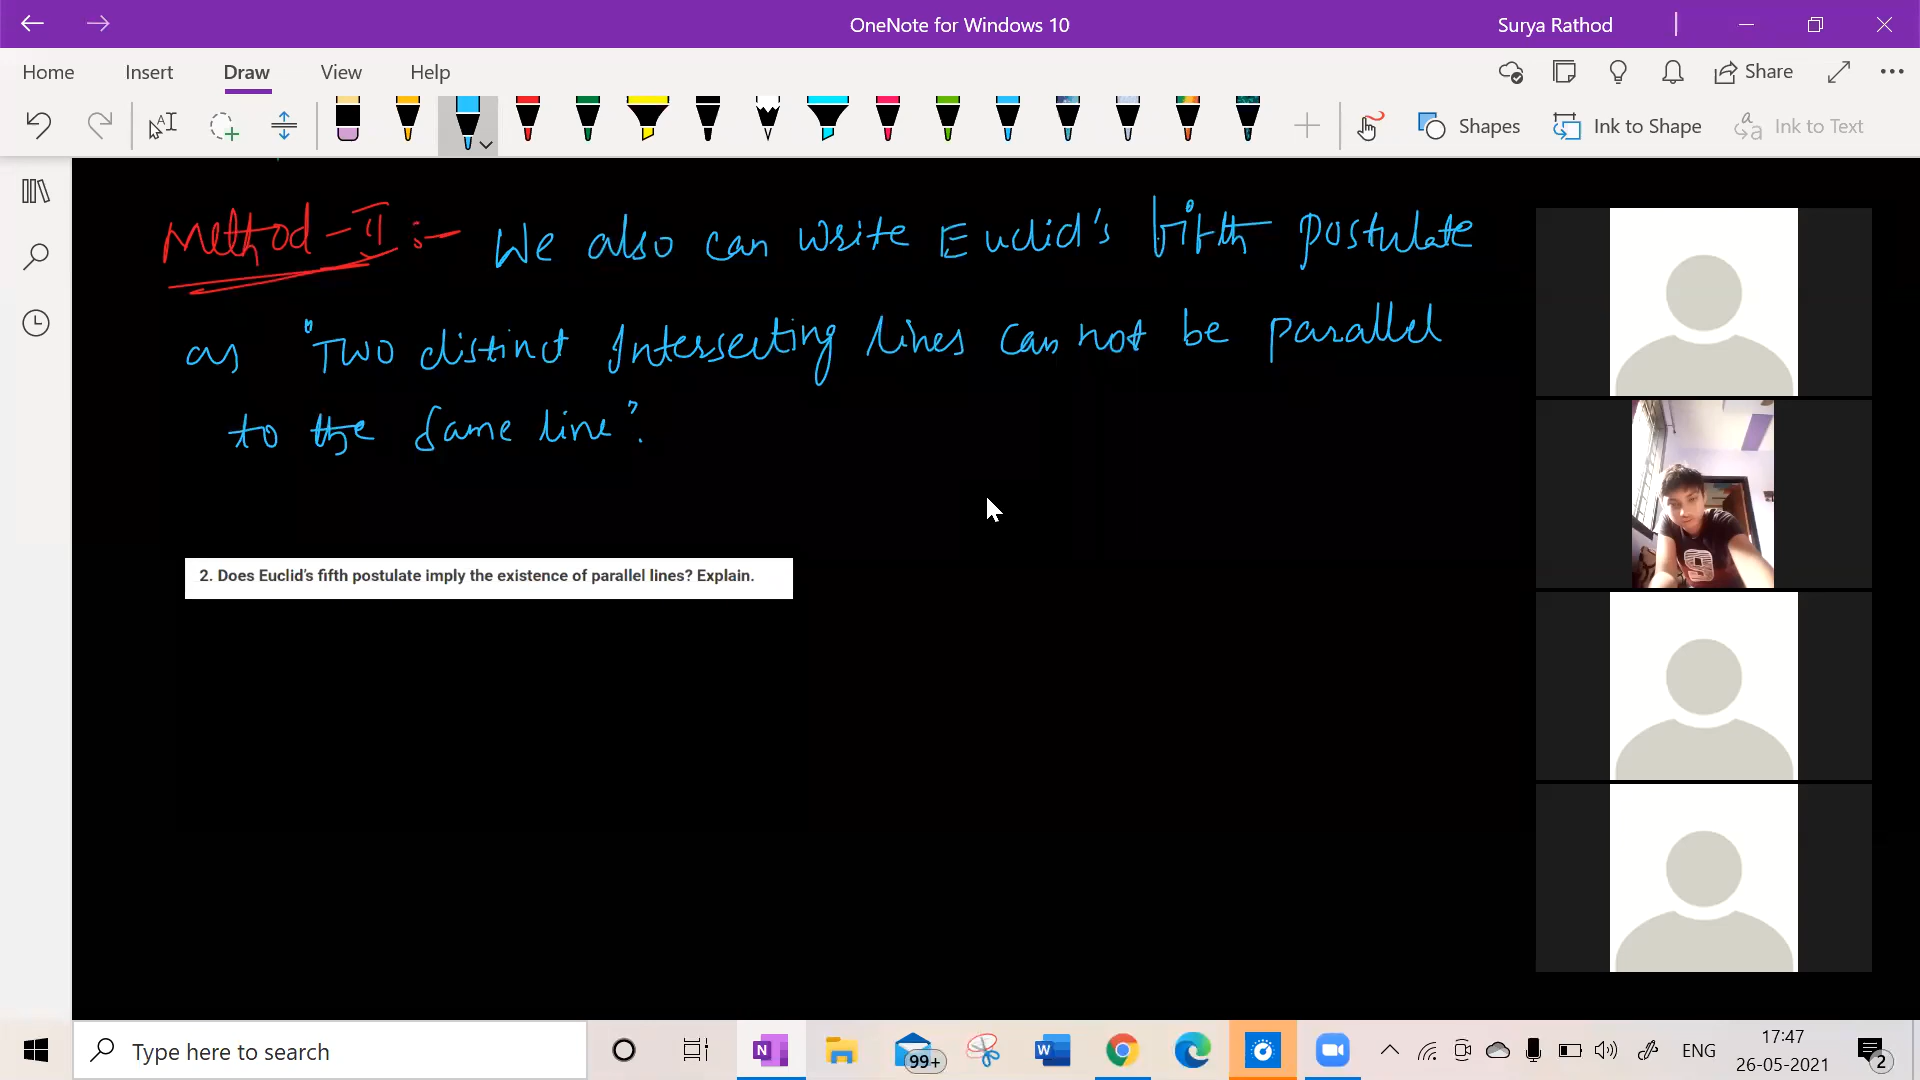 OneNote for Windows 10
Surya Rathod
Home Insert Draw View Help
Share
Shapes Ink to Shape Ink to Text
Method-II :- We also can write Euclid's fifth postulate
as "Two distinct Interssecting lines can not be parallel
to the same line".
2. Does Euclid's fifth postulate imply the existence of parallel lines? Explain.
Type here to search
99+
ENG
17:47
26-05-2021
2